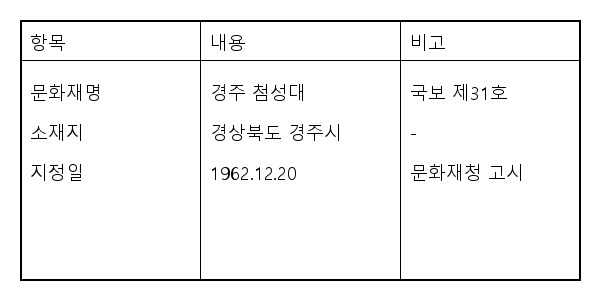 항목 내용 비고
문화재명 경주 첨성대 국보 제31호
소재지 경상북도 경주시 -
지정일 1962.12.20 문화재청 고시